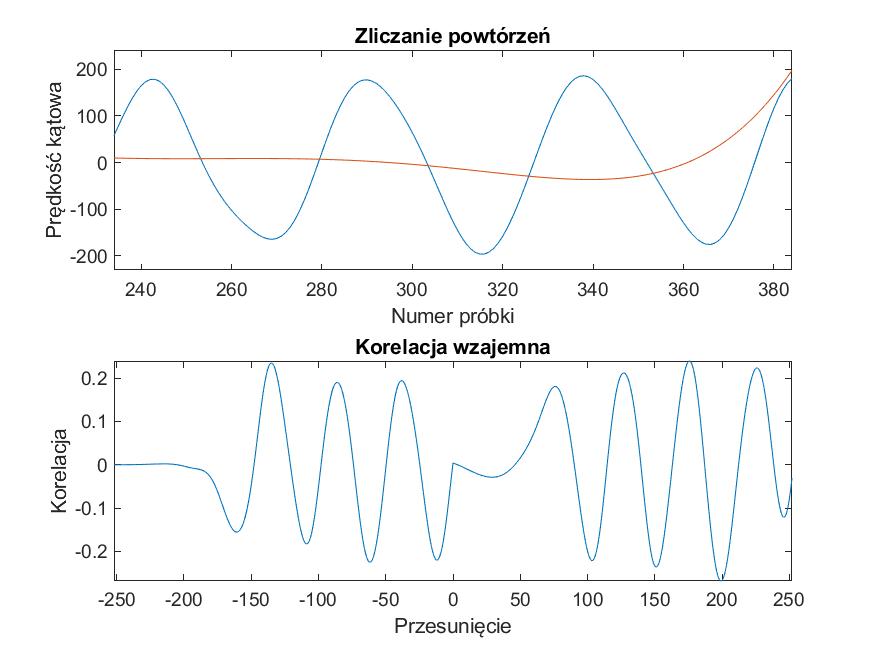 Zliczanie powtórzeń
Prędkość kątowa
200
100
0
-100
-200
240 260 280 300 320 340 360 380
Numer próbki
Korelacja wzajemna
Korelacja
0.2
0.1
0
-0.1
-0.2
-250 -200 -150 -100 -50 0 50 100 150 200 250
Przesunięcie